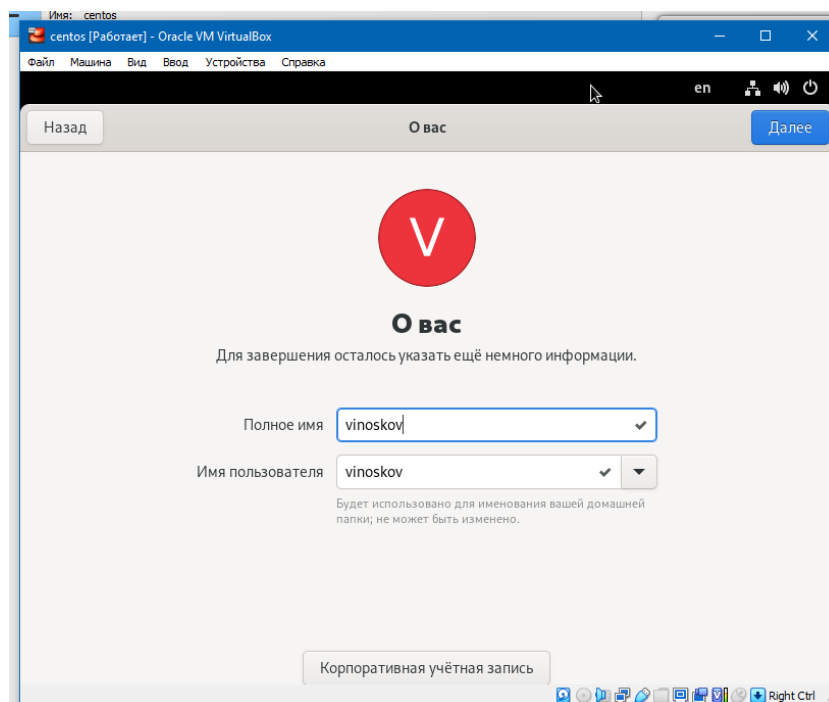 Имя: centos
centos [Работает] - Oracle VM VirtualBox
Файл Машина Вид Ввод Устройства Справка
en
Назад О вас Далее
V
О вас
Для завершения осталось указать ещё немного информации.
Полное имя vinoskov
Имя пользователя vinoskov
Будет использовано для именования вашей домашней
папки; не может быть изменено.
Корпоративная учётная запись
Right Ctrl